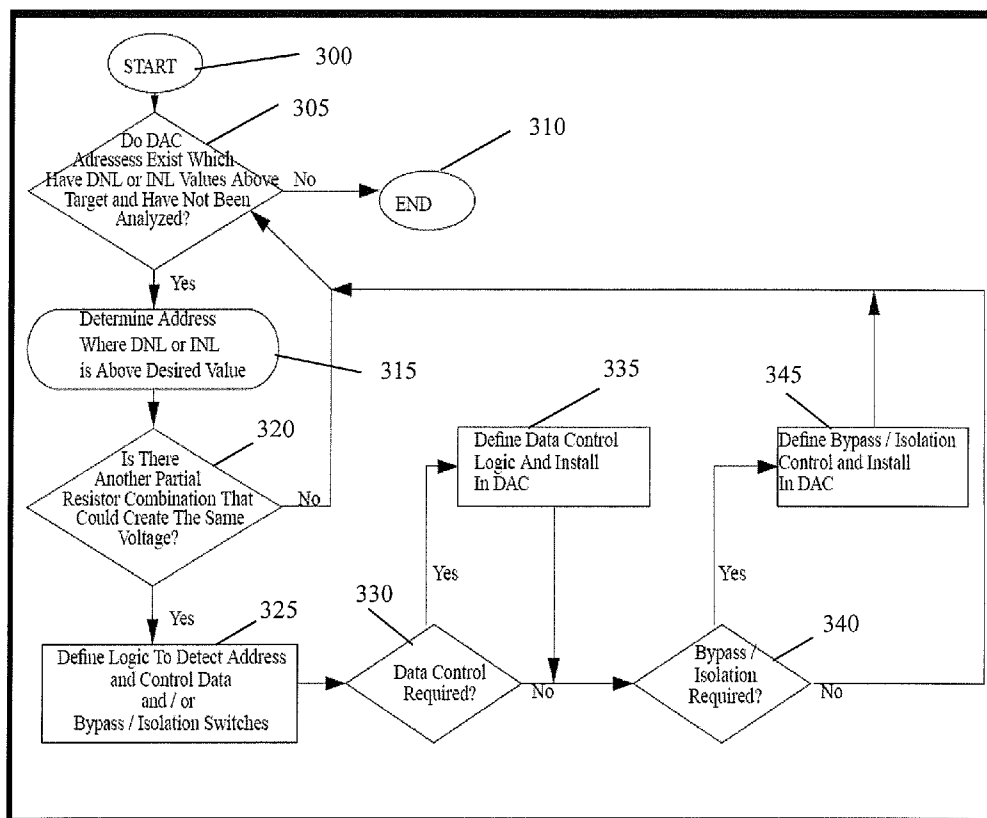 START
300
305
Do DAC
Adressess Exist Which
Have DNL or INL Values Above
Target and Have Not Been
Analyzed?
No
310
END
Yes
Determine Address
Where DNL or INL
is Above Desired Value
315
320
Is There
Another Partial
Resistor Combination That
Could Create The Same
Voltage?
No
335
Define Data Control
Logic And Install
In DAC
345
Define Bypass / Isolation
Control and Install
In DAC
Yes
325
Define Logic To Detect Address
and Control Data
and / or
Bypass / Isolation Switches
Yes
330
Data Control
Required?
No
Yes
340
Bypass /
Isolation
Required?
No